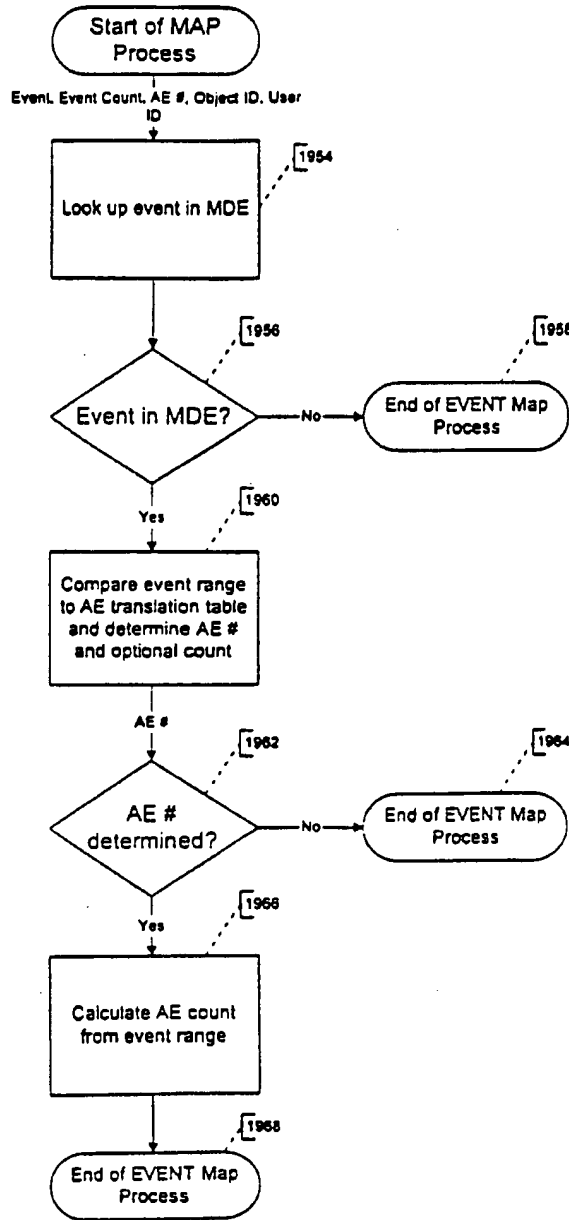 Start of MAP
Process
Event, Event Count, AE #, Object ID, User
ID
1954
Look up event in MDE
1956
1958
Event in MDE?
No
End of EVENT Map
Process
Yes
1960
Compare event range
to AE translation table
and determine AE #
and optional count
AE #
1962
1964
AE #
determined?
No
End of EVENT Map
Process
Yes
1966
Calculate AE count
from event range
1968
End of EVENT Map
Process